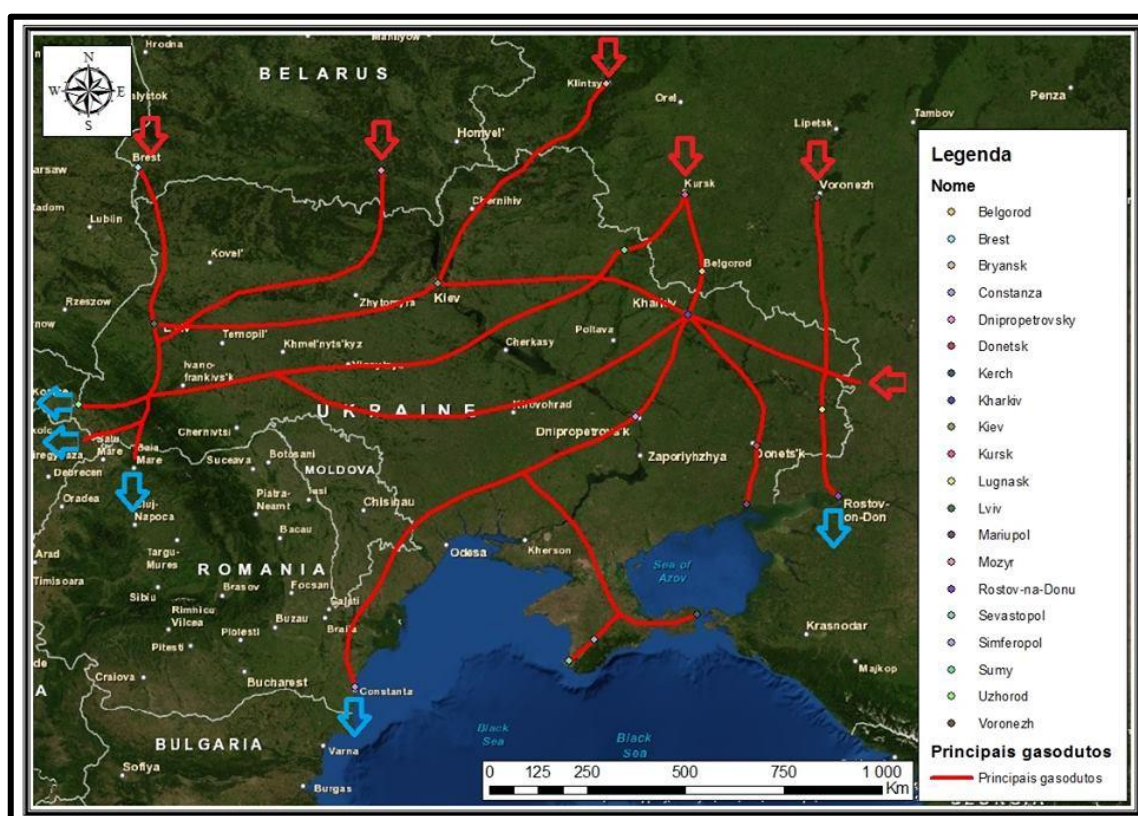 N
W E
S
Hrodna
BELARUS
Klintsy
Orel
Penza
Tambov
Lipetsk
Homyel'
Brest
Kursk
Voronezh
Radom
Lublin
Chernihiv
Kovel'
Belgorod
Rzeszow
Zhytomyra
Kiev
Kharkiv
Ternopil'
Khmel'nyts'kyz
Cherkasy
Poltava
Ivano-
frankivs'k
UKRAINE
Kirovohrad
Chernivtsi
Dnipropetrovs'k
Baia
Mare
Satu
Mare
Debrecen
Suceava
Botosani
MOLDOVA
Zaporiyhzhya
Donets'k
Oradea
Cluj-
Napoca
Piatra-
Neamt
Iasi
Chisinau
Rostov-
on-Don
Bacau
Arad
Targu-
Mures
Odesa
Kherson
Timisoara
ROMANIA
Sea of
Azov
Sibiu
Brasov
Focsani
Galati
Rimnicu
Vilcea
Ploiesti
Buzau
Braila
Krasnodar
Pitesti
Majkop
Craiova
Bucharest
Constanta
BULGARIA
Varna
Black
Sea
Black
Sea
Sofiya
Burgas
0 125 250 500 750 1 000
Km
Legenda
Nome
Belgorod
Brest
Bryansk
Constanza
Dnipropetrovsky
Donetsk
Kerch
Kharkiv
Kiev
Kursk
Lugnask
Lviv
Mariupol
Mozyr
Rostov-na-Donu
Sevastopol
Simferopol
Sumy
Uzhorod
Voronezh
Principais gasodutos
Principais gasodutos